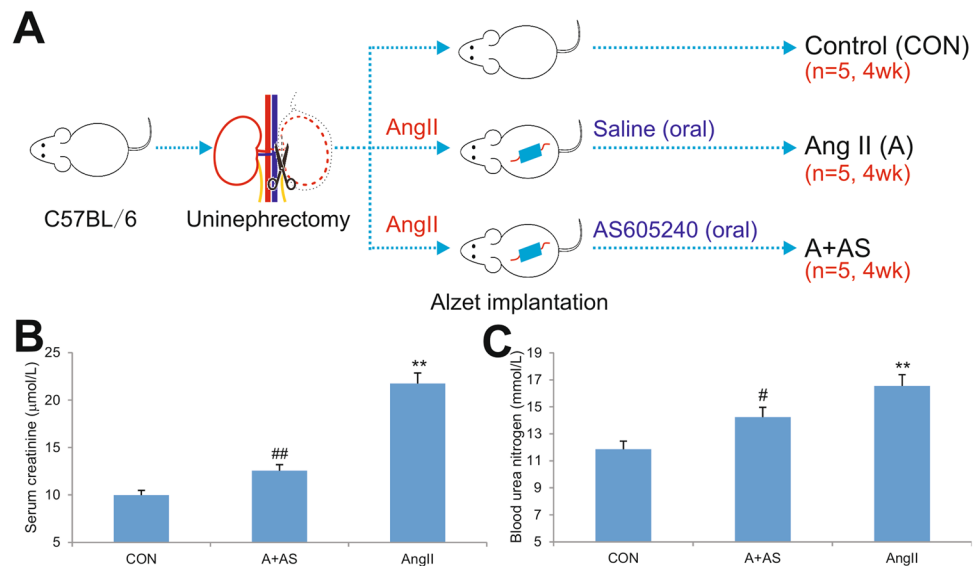 A
C57BL/6
Uninephrectomy
AngII
AngII
Saline (oral)
AS605240 (oral)
Alzet implantation
Control (CON)
(n=5, 4wk)
Ang II (A)
(n=5, 4wk)
A+AS
(n=5, 4wk)
B
Serum creatinine (μmol/L)
25
20
15
10
5
##
**
CON
A+AS
AngII
C
Blood urea nitrogen (mmol/L)
19
17
15
13
11
9
7
5
#
**
CON
A+AS
AngII